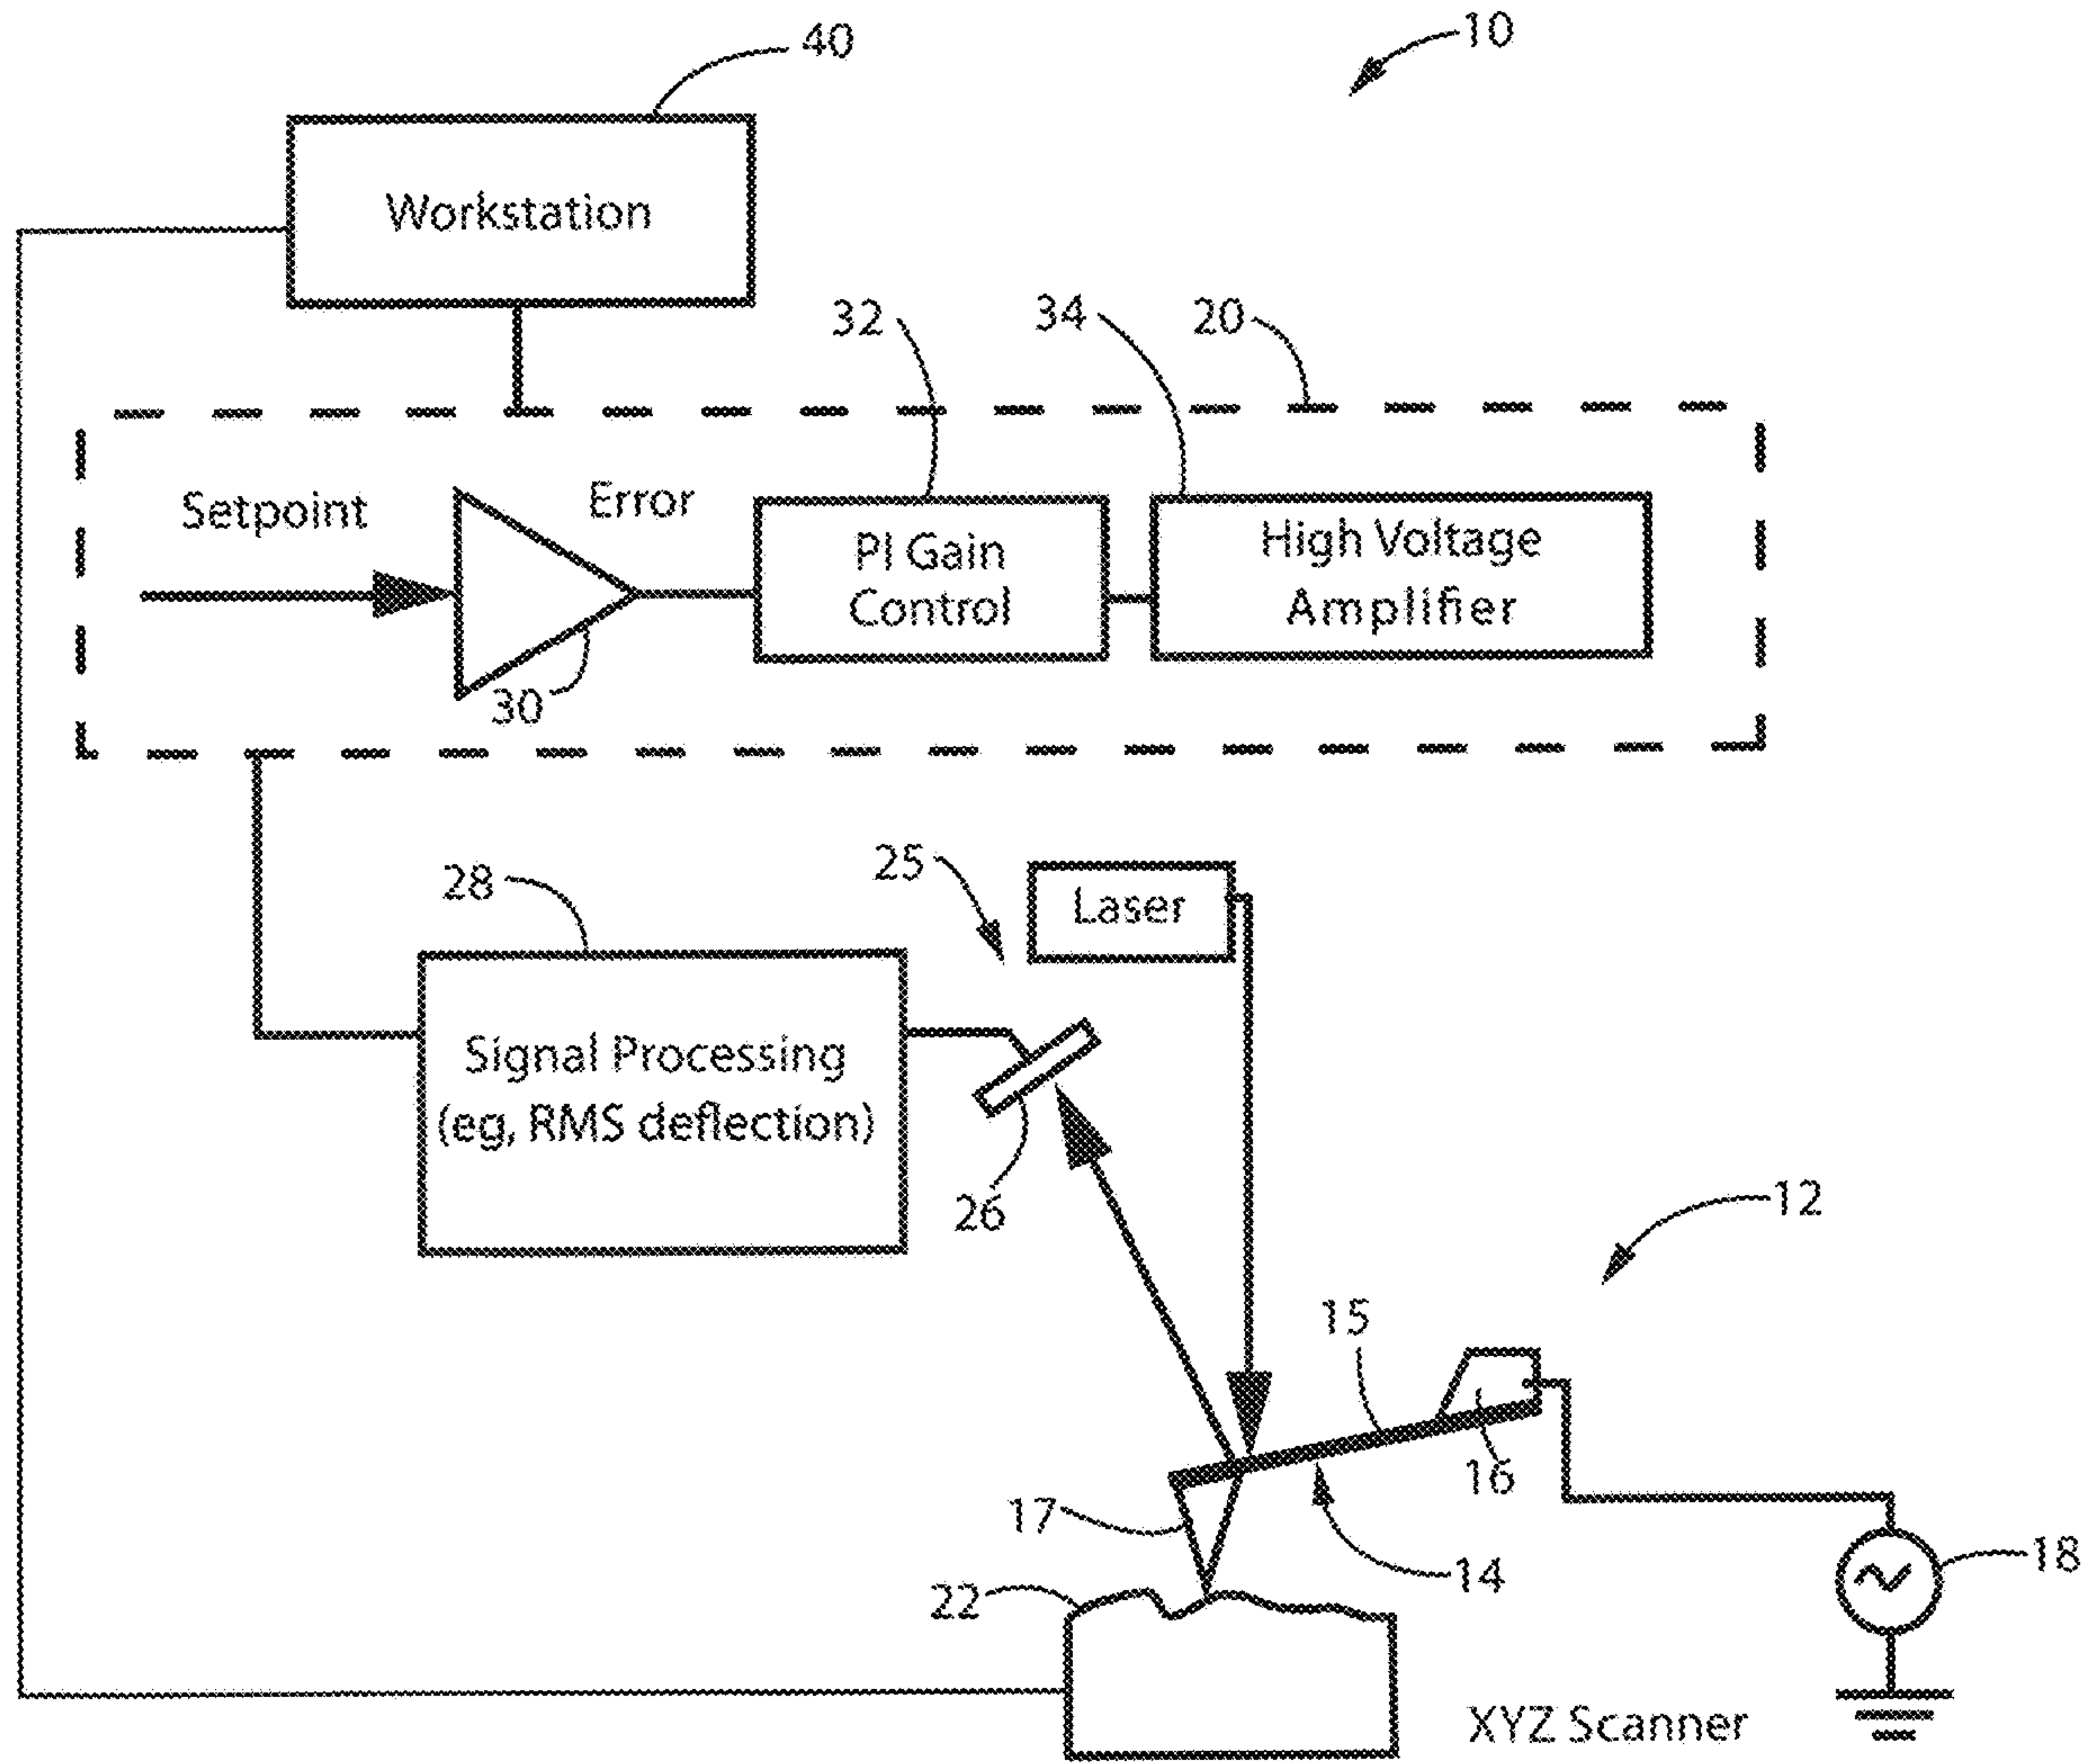 10
40
Workstation
32
34
20
Setpoint
Error
PI Gain
Control
High Voltage
Amplifier
30
25
28
Laser
Signal Processing
(eg, RMS deflection)
26
12
15
16
17
14
18
22
XYZ Scanner